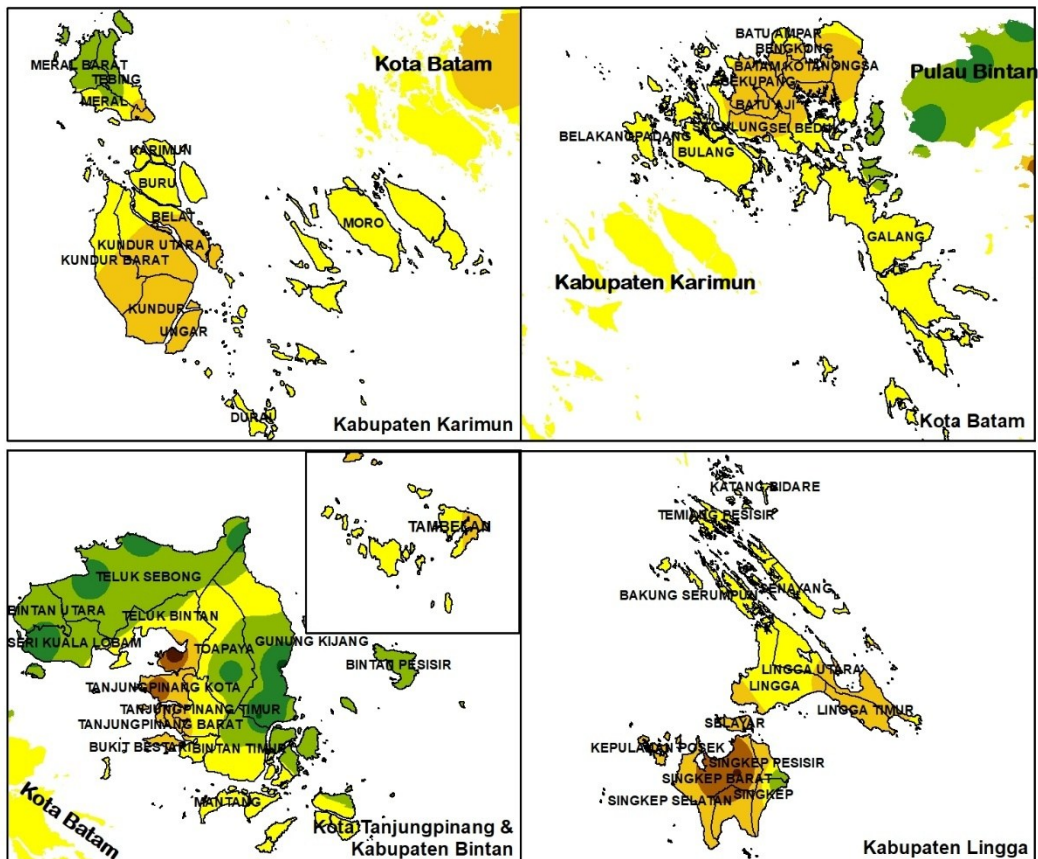 MERAL BARAT
TEBING
MERAL
KARIMUN
BURU
BELAT
KUNDUR UTARA
KUNDUR BARAT
KUNDUR
UNGAR
MORO
DURAI
Kota Batam
Kabupaten Karimun
BATU AMPAR
BENGKONG
BATAM KOTA
NONGSA
SEKUPANG
BATU AJI
SAGULUNG
SEI BEDUK
BELAKANGPADANG
BULANG
GALANG
Pulau Bintan
Kabupaten Karimun
Kota Batam
TAMBELAN
TELUK SEBONG
BINTAN UTARA
TELUK BINTAN
SERI KUALA LOBAM
TOAPAYA
GUNUNG KIJANG
BINTAN PESISIR
TANJUNGPINANG KOTA
TANJUNGPINANG TIMUR
TANJUNGPINANG BARAT
BUKIT BESTARI
BINTAN TIMUR
MANTANG
Kota Batam
Kota Tanjungpinang &
Kabupaten Bintan
KATANG BIDARE
TEMIANG PESISIR
SENAYANG
BAKUNG SERUMPUN
LINGGA UTARA
LINGGA
LINGGA TIMUR
SELAYAR
KEPULAUAN POSEK
SINGKEP PESISIR
SINGKEP BARAT
SINGKEP
SINGKEP SELATAN
Kabupaten Lingga